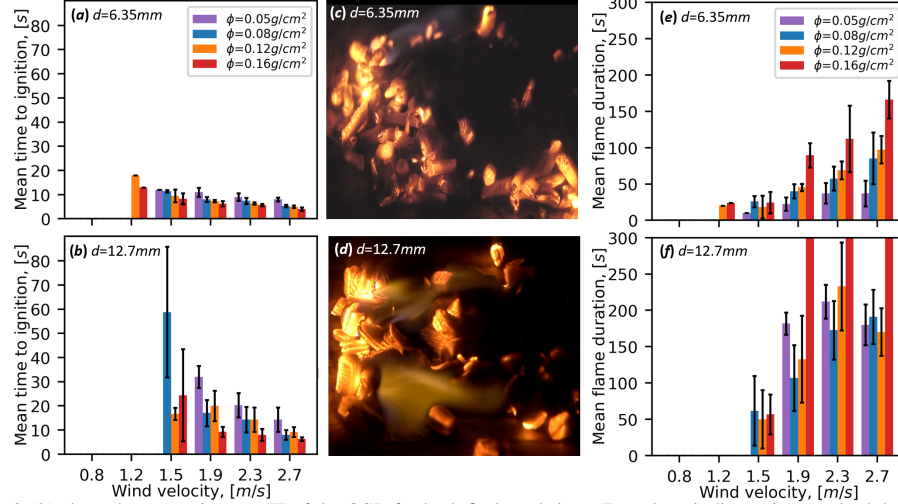 (a) d=6.35mm
ϕ=0.05g/cm²
ϕ=0.08g/cm²
ϕ=0.12g/cm²
ϕ=0.16g/cm²
Mean time to ignition, [s]
80
70
60
50
40
30
20
10
0
(c) d=6.35mm
(e) d=6.35mm
ϕ=0.05g/cm²
ϕ=0.08g/cm²
ϕ=0.12g/cm²
ϕ=0.16g/cm²
Mean flame duration, [s]
300
250
200
150
100
50
0
(b) d=12.7mm
Mean time to ignition, [s]
80
70
60
50
40
30
20
10
0
0.8 1.2 1.5 1.9 2.3 2.7
Wind velocity, [m/s]
(d) d=12.7mm
(f) d=12.7mm
Mean flame duration, [s]
300
250
200
150
100
50
0
0.8 1.2 1.5 1.9 2.3 2.7
Wind velocity, [m/s]